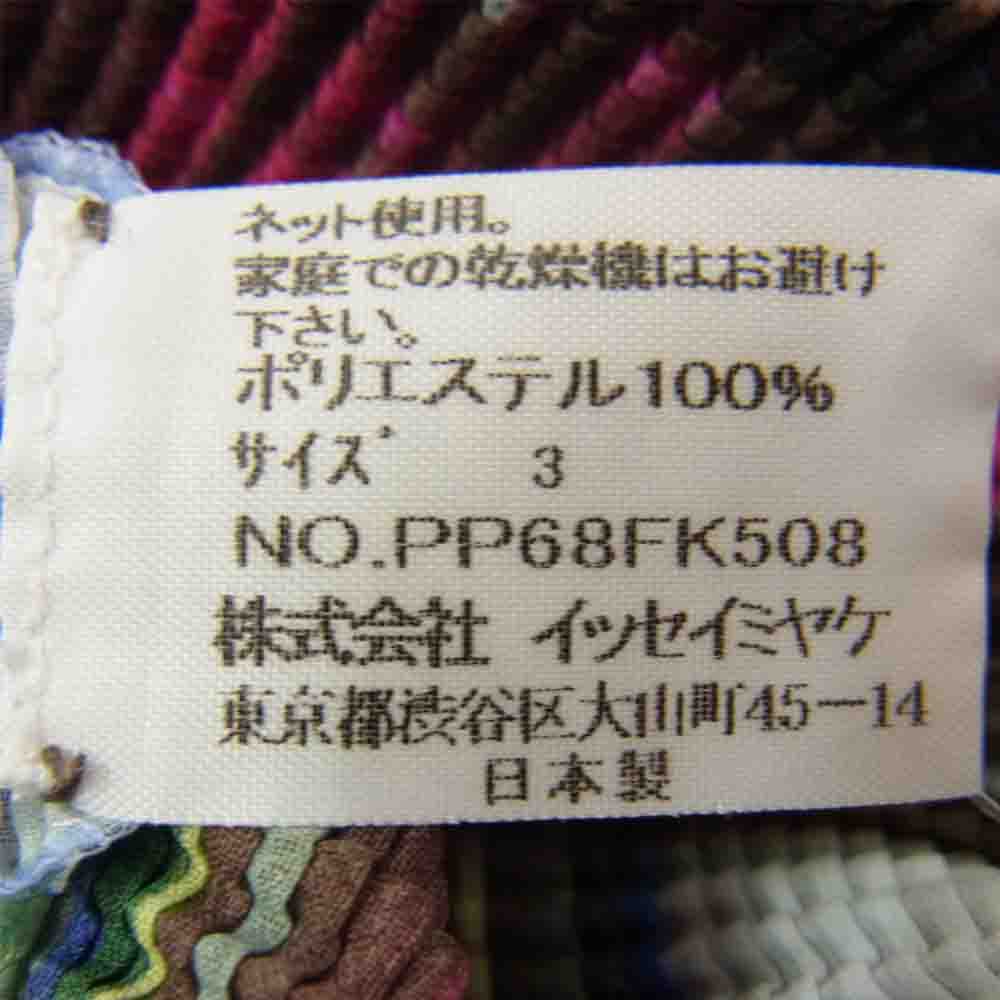 ネット使用。
家庭での乾燥機はお避け
下さい。
ポリエステル100%
サイズ 3
NO.PP68FK508
株式会社 イッセイミヤケ
東京都渋谷区大山町45ー14
日本製